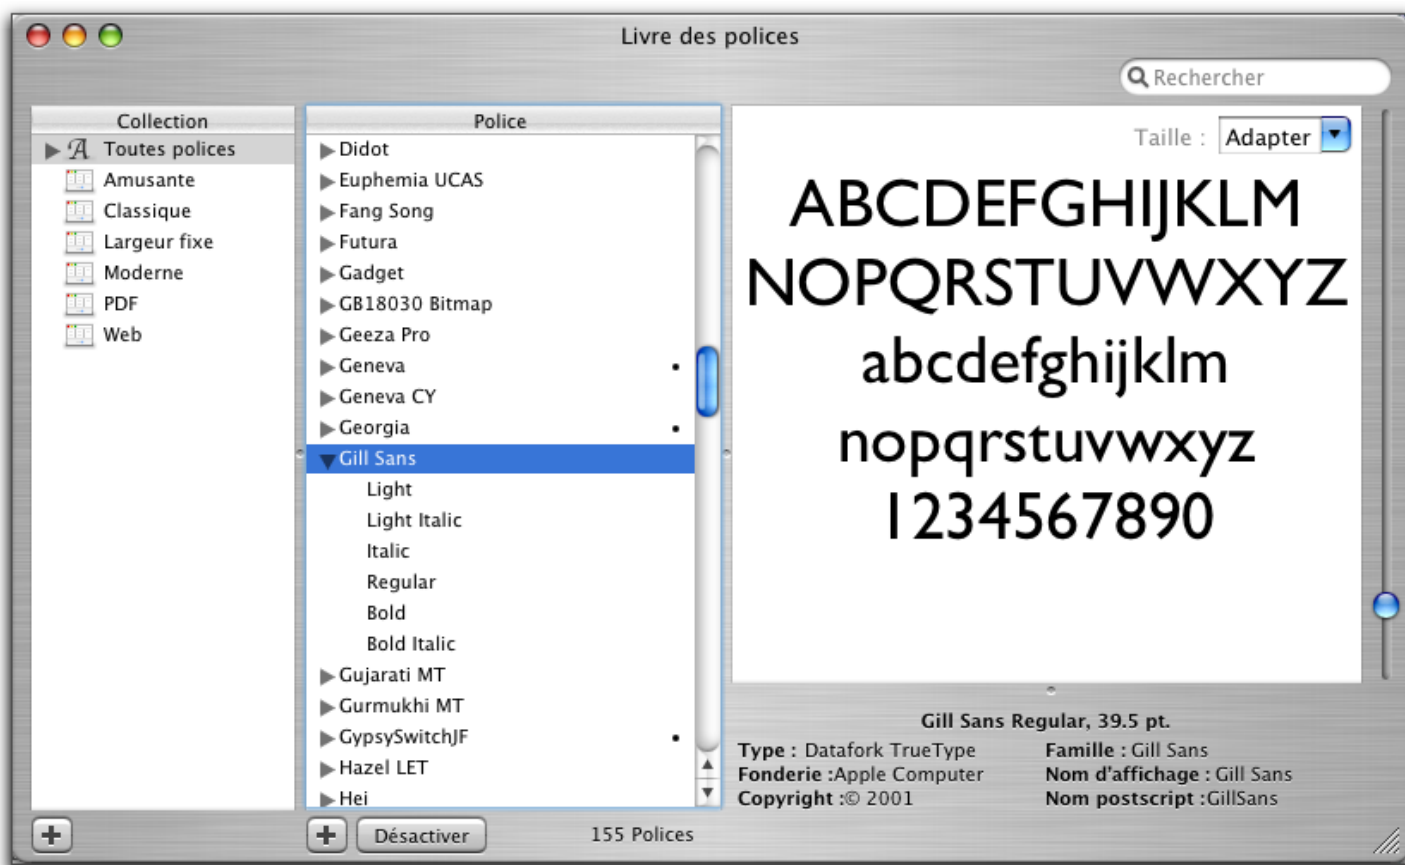 Livre des polices
Rechercher
Collection
Toutes polices
Amusante
Classique
Largeur fixe
Moderne
PDF
Web
Police
Didot
Euphemia UCAS
Fang Song
Futura
Gadget
GB18030 Bitmap
Geeza Pro
Geneva
Geneva CY
Georgia
Gill Sans
Light
Light Italic
Italic
Regular
Bold
Bold Italic
Gujarati MT
Gurmukhi MT
GypsySwitchJF
Hazel LET
Hei
Désactiver
155 Polices
Taille : Adapter
ABCDEFGHIJKLM
NOPQRSTUVWXYZ
abcdefghijklm
nopqrstuvwxyz
1234567890
Gill Sans Regular, 39.5 pt.
Type : Datafork TrueType
Fonderie :Apple Computer
Copyright :© 2001
Famille : Gill Sans
Nom d'affichage : Gill Sans
Nom postscript :GillSans